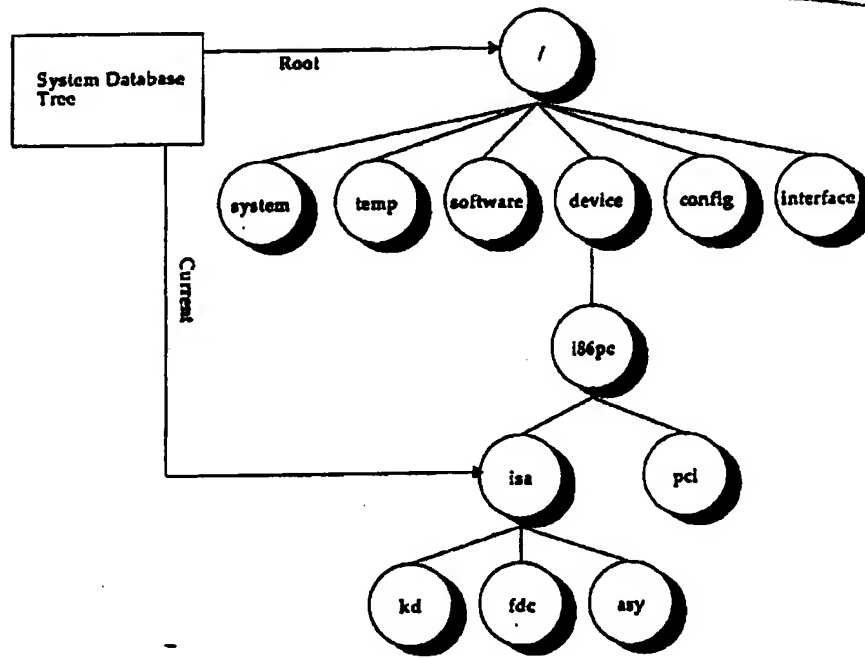 /
Root
System Database
Tree
system
temp
software
device
config
interface
Current
i86pc
isa
pci
kd
fdc
asy